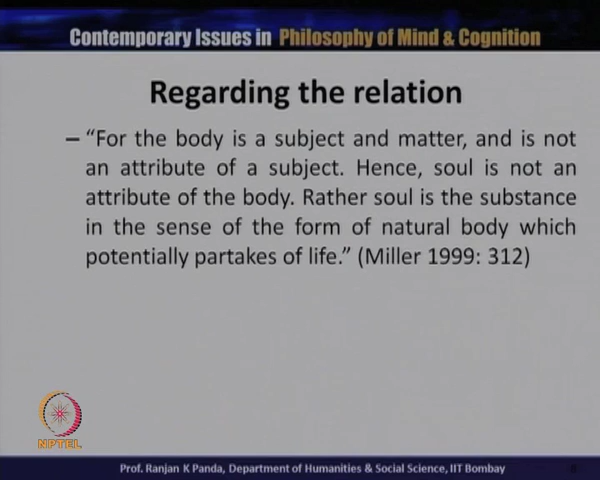 Contemporary Issues in Philosophy of Mind & Cognition
Regarding the relation
– “For the body is a subject and matter, and is not
an attribute of a subject. Hence, soul is not an
attribute of the body. Rather soul is the substance
in the sense of the form of natural body which
potentially partakes of life.” (Miller 1999: 312)
NPTEL
Prof. Ranjan K Panda, Department of Humanities & Social Science, IIT Bombay